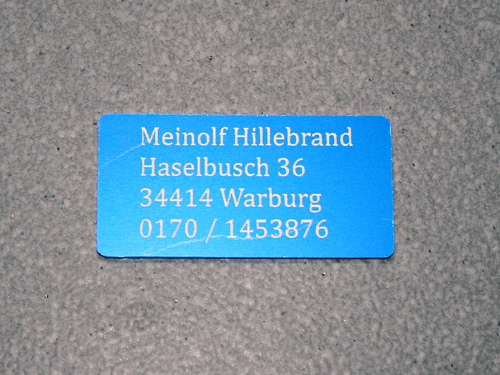 Meinolf Hillebrand
Haselbusch 36
34414 Warburg
0170 / 1453876